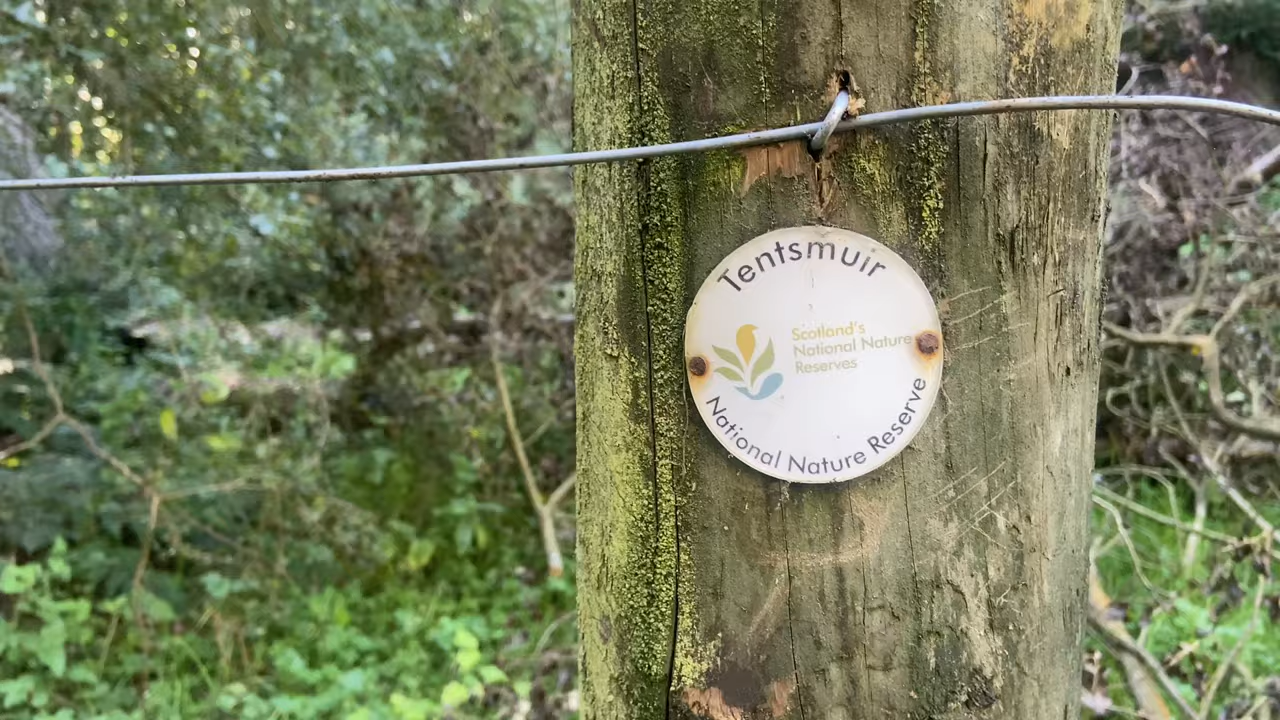 Tentsmuir
Scotland's
National Nature
Reserves
National Nature Reserve